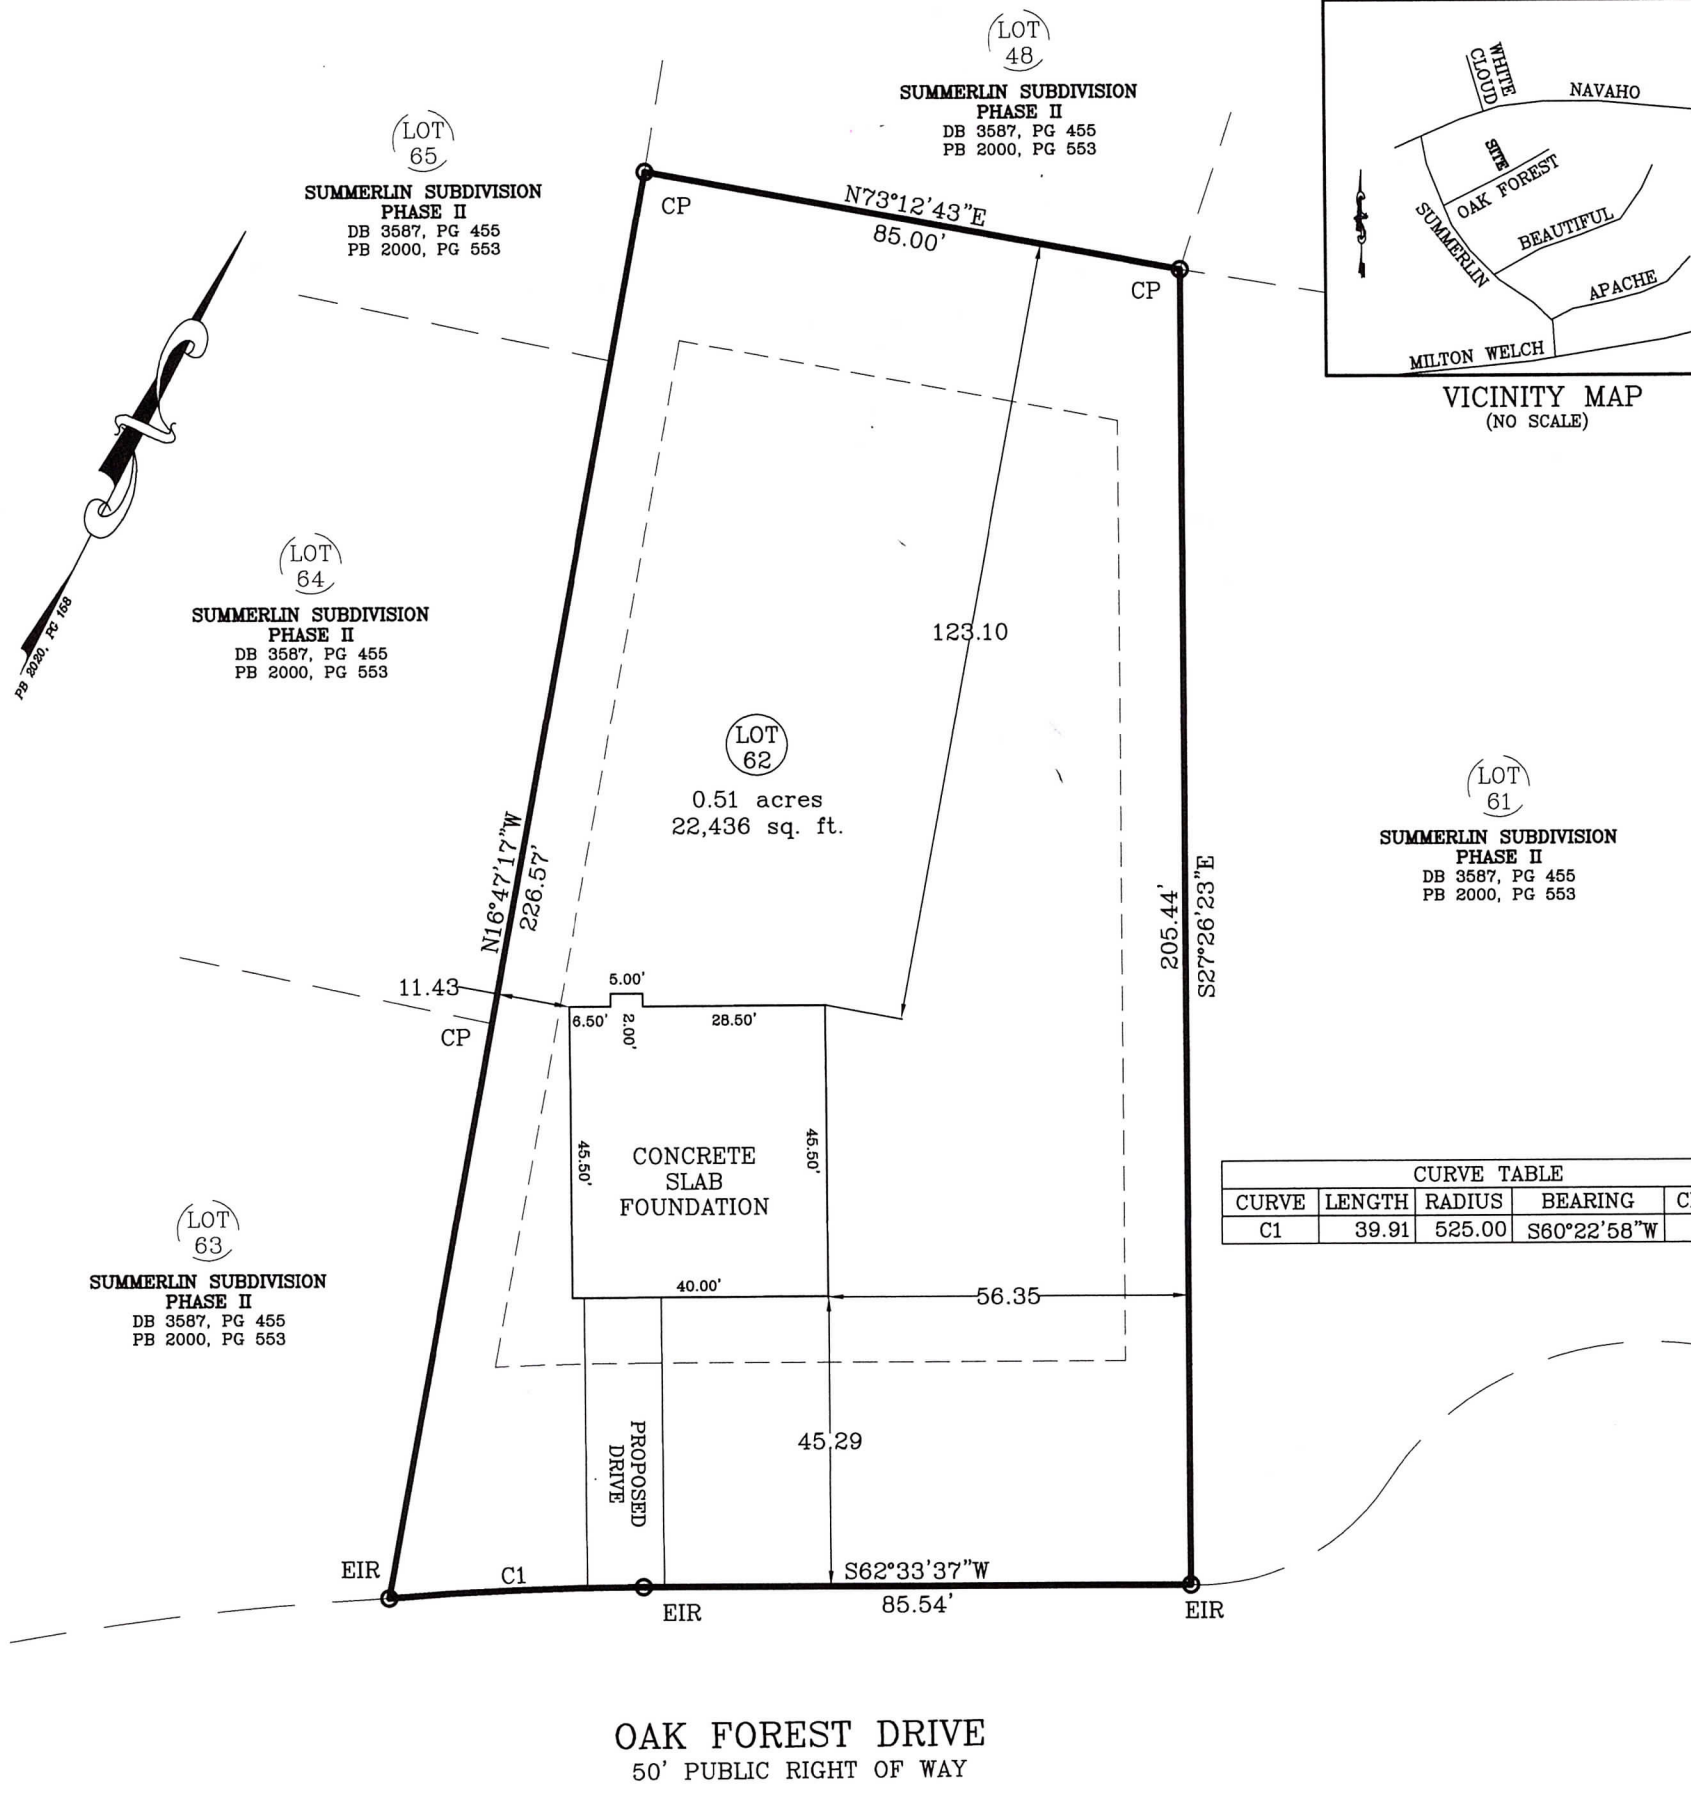 LOT
48
SUMMERLIN SUBDIVISION
PHASE II
DB 3587, PG 455
PB 2000, PG 553
WHITE
CLOUD
NAVAHO
SITE
OAK FOREST
SUMMERLIN
BEAUTIFUL
APACHE
MILTON WELCH
VICINITY MAP
(NO SCALE)
LOT
65
SUMMERLIN SUBDIVISION
PHASE II
DB 3587, PG 455
PB 2000, PG 553
CP
N73°12'43"E
85.00'
CP
PB 2020, PG 158
LOT
64
SUMMERLIN SUBDIVISION
PHASE II
DB 3587, PG 455
PB 2000, PG 553
123.10
LOT
62
0.51 acres
22,436 sq. ft.
LOT
61
SUMMERLIN SUBDIVISION
PHASE II
DB 3587, PG 455
PB 2000, PG 553
N16°47'17"W
226.57'
205.44'
S27°26'23"E
11.43
CP
5.00'
6.50'
2.00'
28.50'
45.50'
45.50'
CONCRETE
SLAB
FOUNDATION
40.00'
56.35
CURVE TABLE
CURVE LENGTH RADIUS BEARING
C1 39.91 525.00 S60°22'58"W
LOT
63
SUMMERLIN SUBDIVISION
PHASE II
DB 3587, PG 455
PB 2000, PG 553
45.29
PROPOSED
DRIVE
EIR
C1
EIR
S62°33'37"W
85.54'
EIR
OAK FOREST DRIVE
50' PUBLIC RIGHT OF WAY